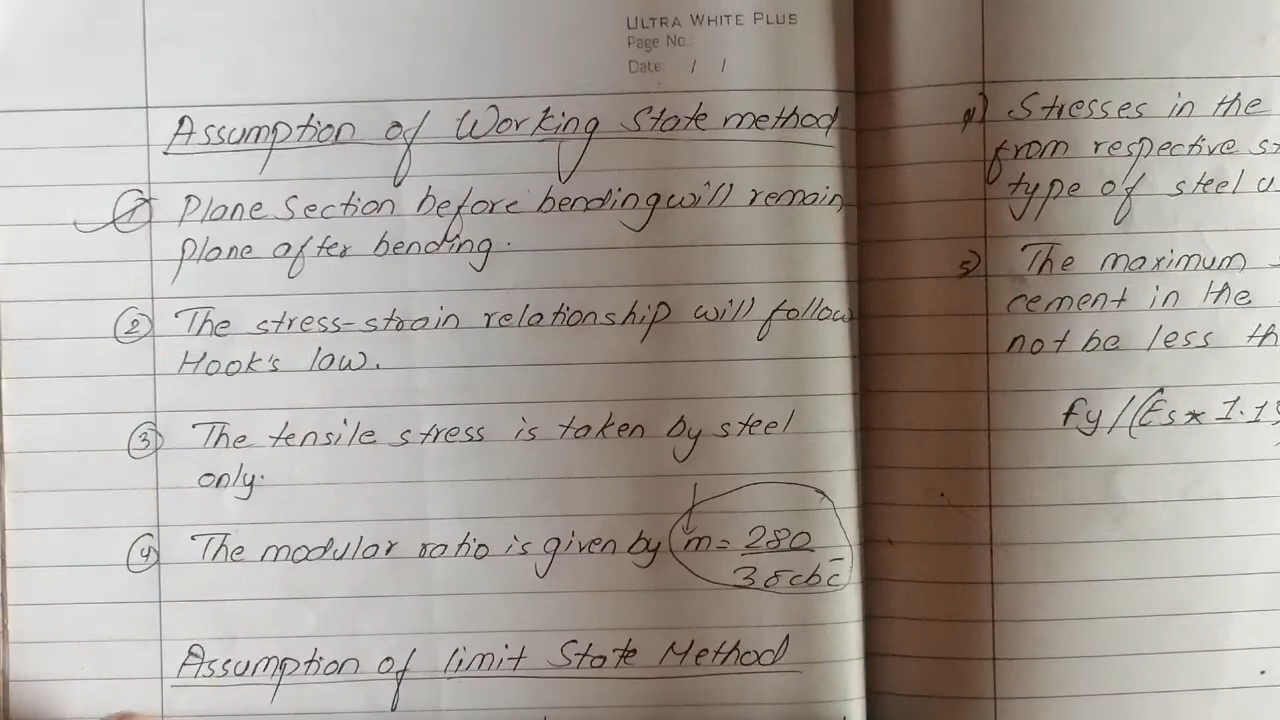 ULTRA WHITE PLUS
Page No.:
Date: / /
Assumption of Working State method
① Plane Section before bending will remain
plane after bending.
② The stress-strain relationship will follow
Hook's law.
③ The tensile stress is taken by steel
only.
④ The modular ratio is given by m = 280
3σcbc
Assumption of limit State Method
4) Stresses in the
from respective
type of steel
5) The maximum
cement in the
not be less
fy/(Es * 1.1